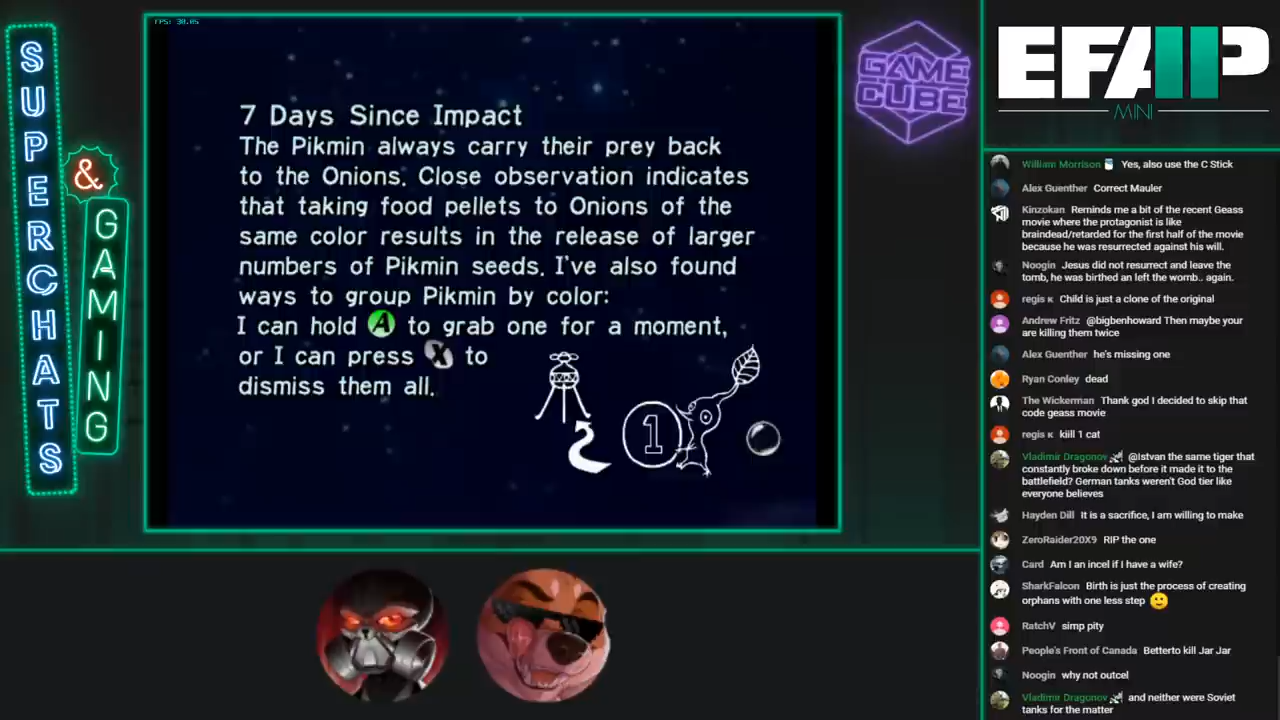 SUPERCHATS
&
GAMING
FPS: 30.05
7 Days Since Impact
The Pikmin always carry their prey back
to the Onions. Close observation indicates
that taking food pellets to Onions of the
same color results in the release of larger
numbers of Pikmin seeds. I've also found
ways to group Pikmin by color:
I can hold A to grab one for a moment,
or I can press X to
dismiss them all.
1
GAME
CUBE
EFAP
MINI
William Morrison Yes, also use the C Stick
Alex Guenther Correct Mauler
Kinzokan Reminds me a bit of the recent Geass
movie where the protagonist is like
braindead/retarded for the first half of the movie
because he was resurrected against his will.
Noogin Jesus did not resurrect and leave the
tomb, he was birthed an left the womb.. again.
regis κ Child is just a clone of the original
Andrew Fritz @bigbenhoward Then maybe your
are killing them twice
Alex Guenther he's missing one
Ryan Conley dead
The Wickerman Thank god I decided to skip that
code geass movie
regis κ kiill 1 cat
Vladimir Dragonov @Istvan the same tiger that
constantly broke down before it made it to the
battlefield? German tanks weren't God tier like
everyone believes
Hayden Dill It is a sacrifice, I am willing to make
ZeroRaider20X9 RIP the one
Card Am I an incel if I have a wife?
SharkFalcon Birth is just the process of creating
orphans with one less step
RatchV simp pity
People's Front of Canada Betterto kill Jar Jar
Noogin why not outcel
Vladimir Dragonov and neither were Soviet
tanks for the matter